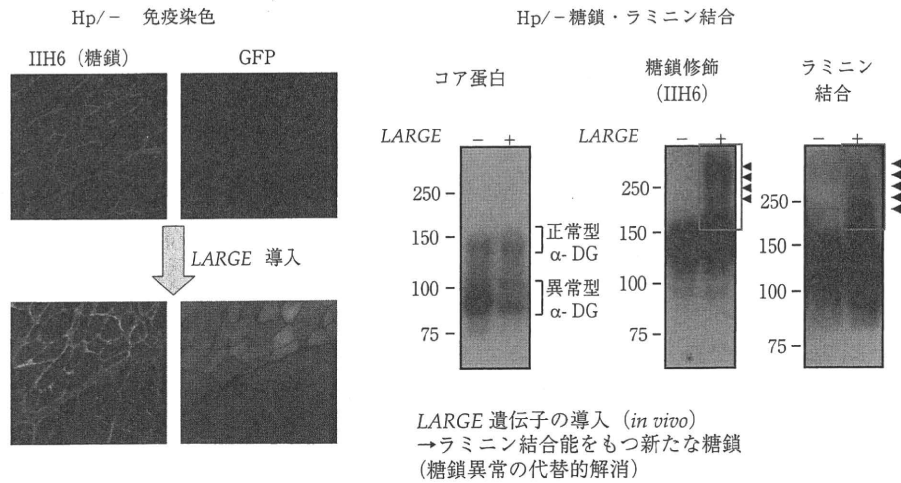 Hp/− 免疫染色
IIH6（糖鎖）
GFP
LARGE 導入
Hp/−糖鎖・ラミニン結合
コア蛋白
糖鎖修飾
(IIH6)
ラミニン
結合
LARGE − +
250
150
100
75
正常型
α-DG
異常型
α-DG
LARGE − +
250
150
100
75
− +
250
150
100
75
LARGE 遺伝子の導入（in vivo）
→ラミニン結合能をもつ新たな糖鎖
(糖鎖異常の代替的解消）